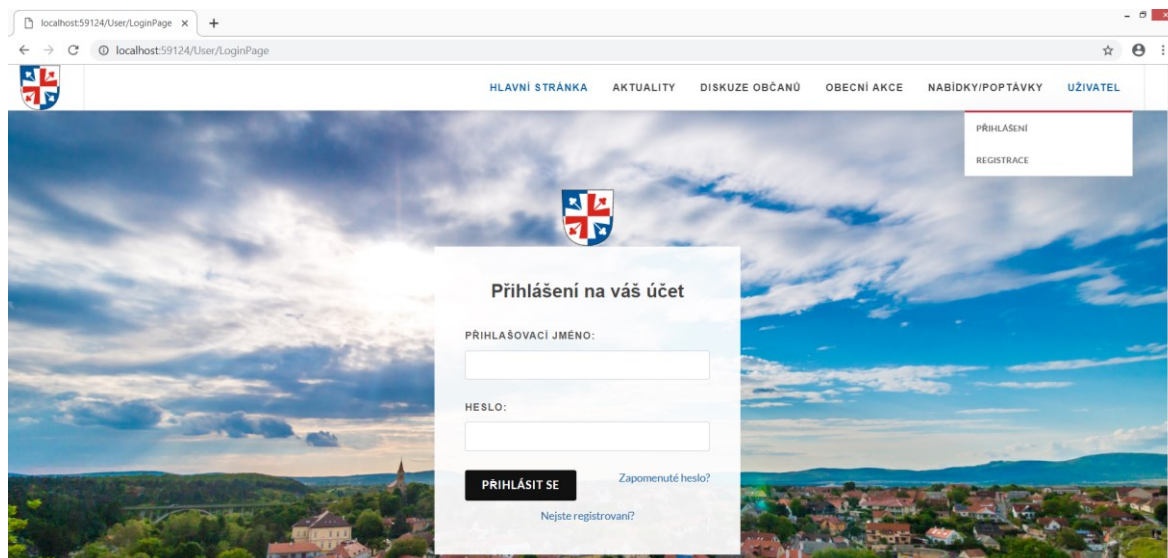 localhost:59124/User/LoginPage
localhost:59124/User/LoginPage
HLAVNÍ STRÁNKA AKTUALITY DISKUZE OBČANŮ OBECNÍ AKCE NABÍDKY/POPTÁVKY UŽIVATEL
PŘIHLÁŠENÍ
REGISTRACE
Přihlášení na váš účet
PŘIHLAŠOVACÍ JMÉNO:
HESLO:
PŘIHLÁSIT SE Zapomenuté heslo?
Nejste registrovaní?